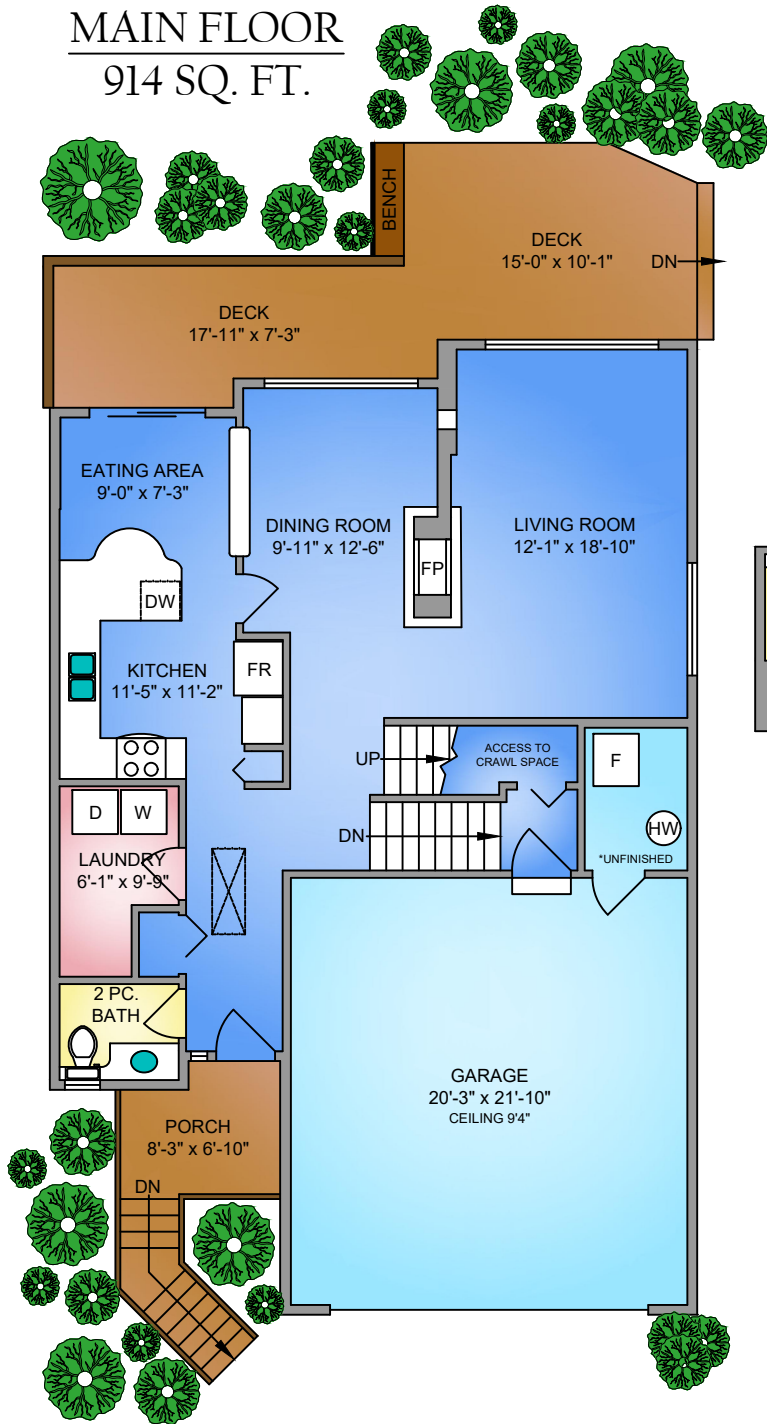 MAIN FLOOR
914 SQ. FT.
BENCH
DECK
15'-0" x 10'-1"
DN
DECK
17'-11" x 7'-3"
EATING AREA
9'-0" x 7'-3"
DINING ROOM
9'-11" x 12'-6"
LIVING ROOM
12'-1" x 18'-10"
FP
DW
KITCHEN
11'-5" x 11'-2"
FR
UP
ACCESS TO
CRAWL SPACE
F
D
W
DN
HW
LAUNDRY
6'-1" x 9'-9"
*UNFINISHED
2 PC.
BATH
GARAGE
20'-3" x 21'-10"
CEILING 9'4"
PORCH
8'-3" x 6'-10"
DN